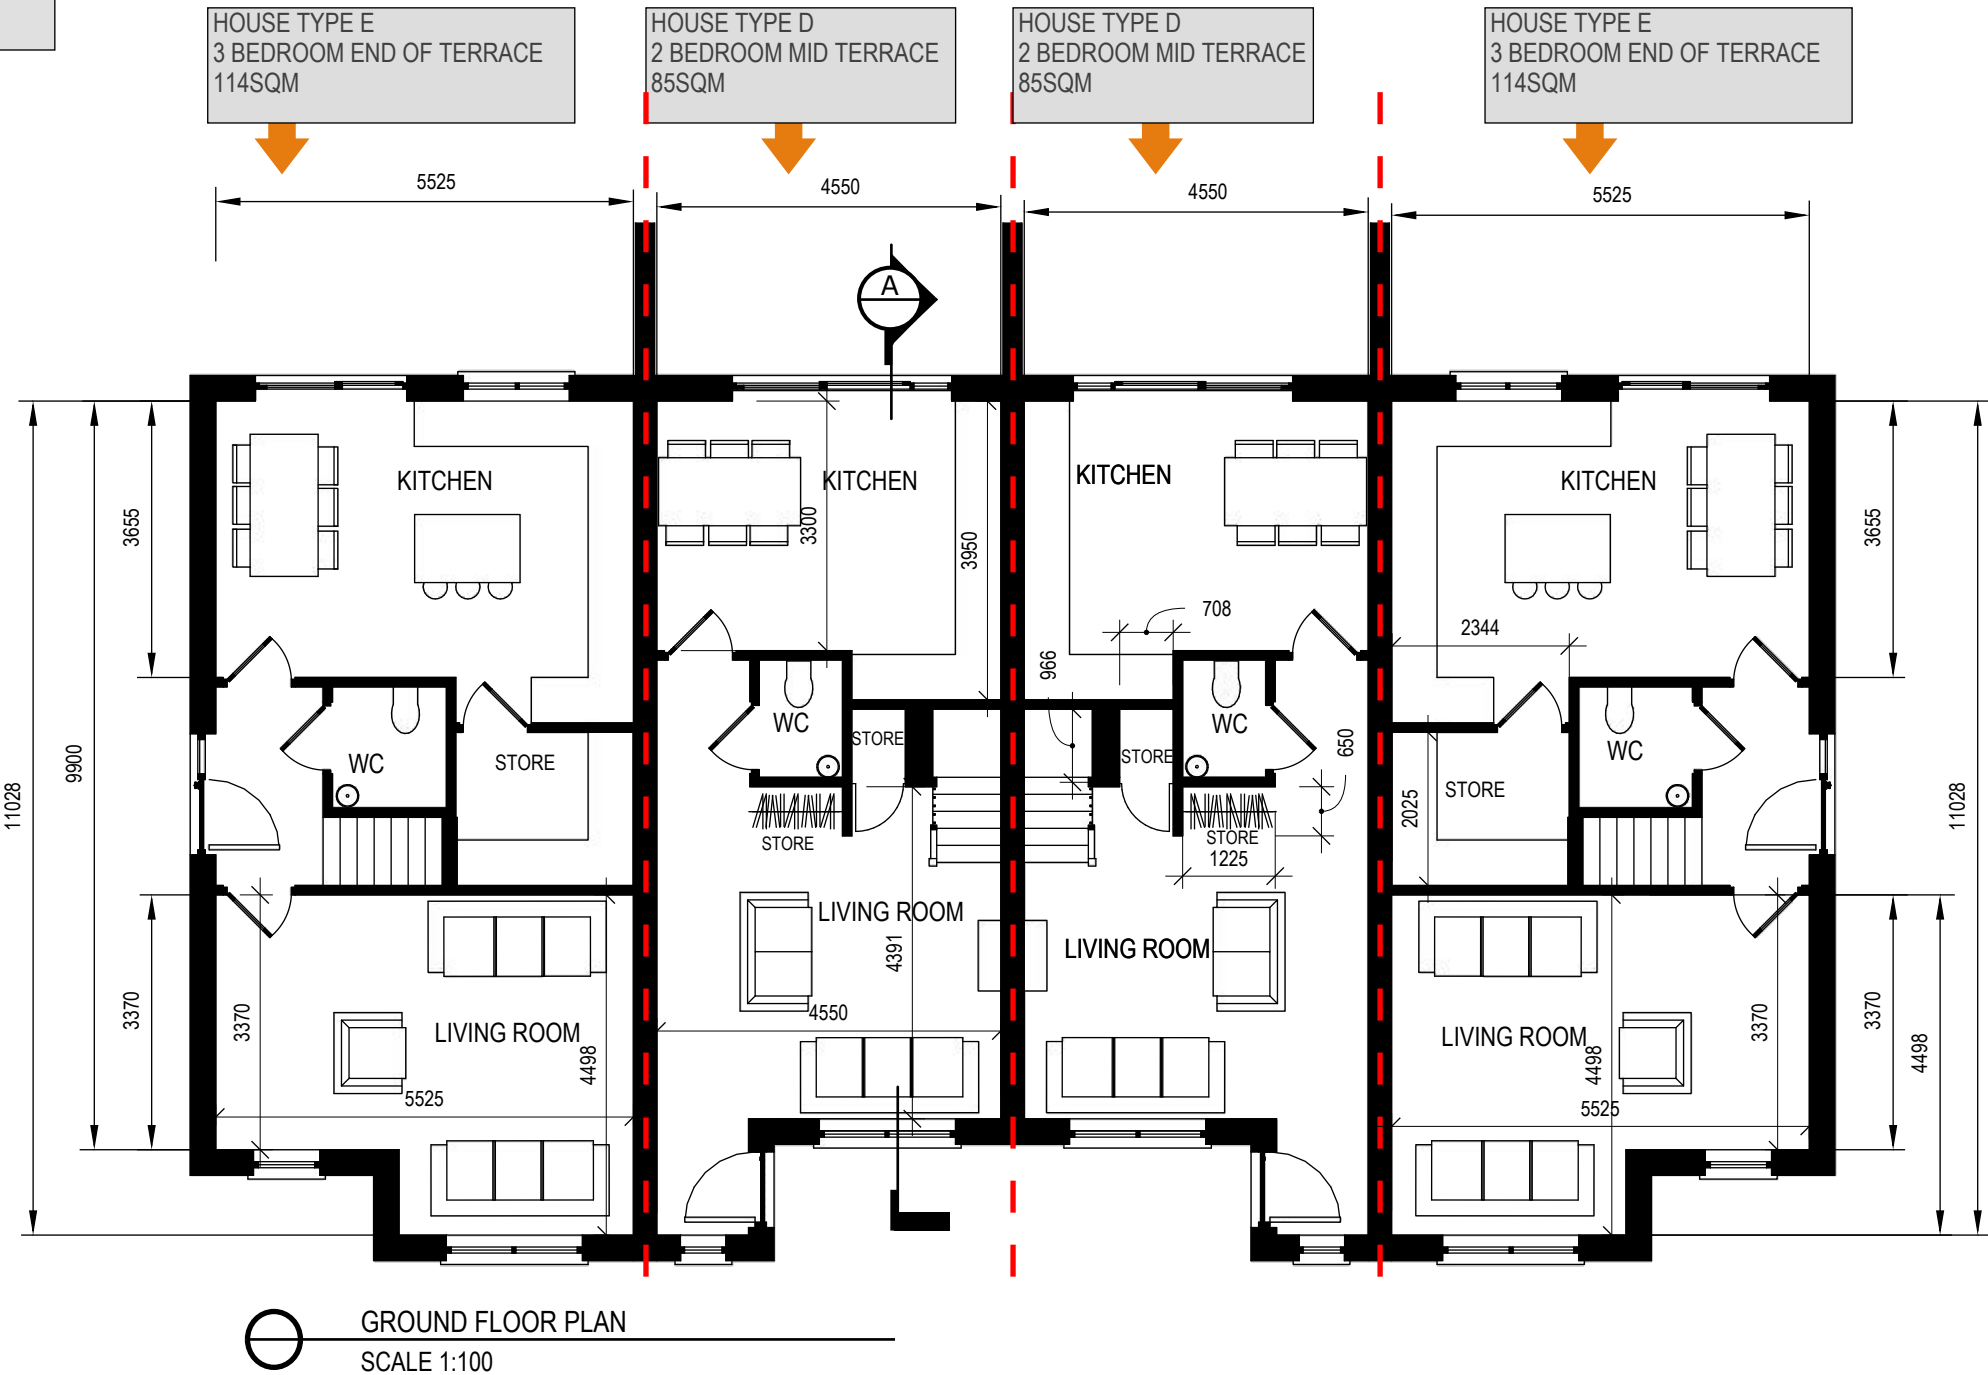 HOUSE TYPE E
3 BEDROOM END OF TERRACE
114SQM
HOUSE TYPE D
2 BEDROOM MID TERRACE
85SQM
HOUSE TYPE D
2 BEDROOM MID TERRACE
85SQM
HOUSE TYPE E
3 BEDROOM END OF TERRACE
114SQM
5525
4550
4550
5525
A
KITCHEN
KITCHEN
KITCHEN
KITCHEN
3655
3300
3950
3655
708
2344
966
WC
STORE
WC
STORE
STORE
WC
650
STORE
WC
9900
11028
2025
11028
STORE
STORE
1225
LIVING ROOM
4391
LIVING ROOM
4550
3370
3370
LIVING ROOM
4498
5525
LIVING ROOM
4498
5525
3370
3370
4498
GROUND FLOOR PLAN
SCALE 1:100